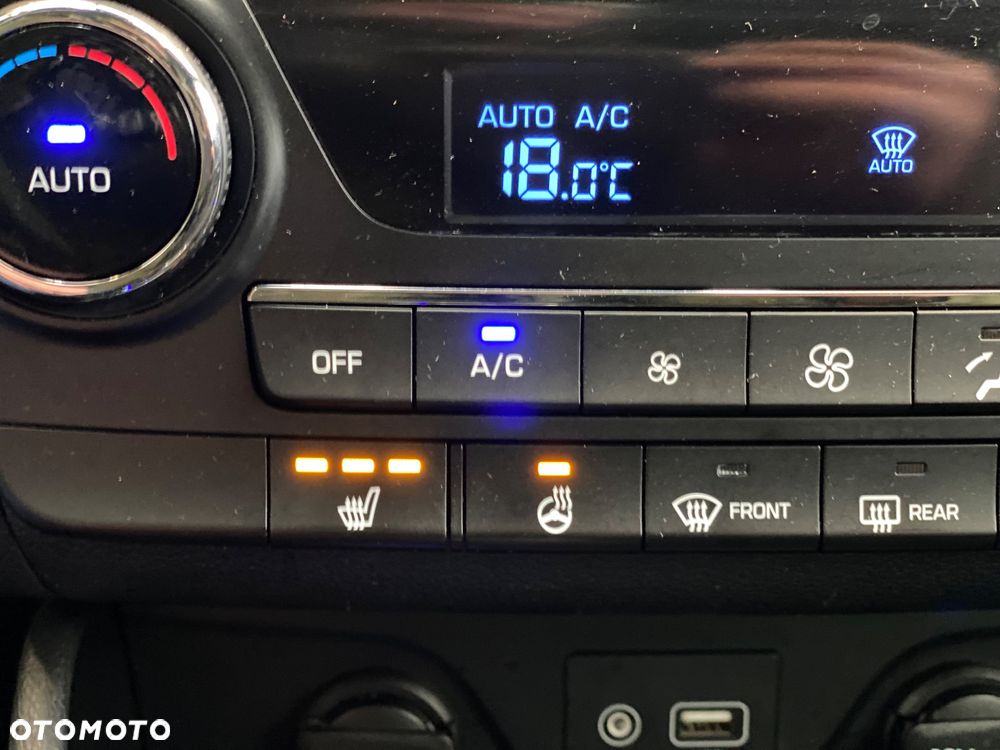 AUTO A/C
18.0°C
AUTO
AUTO
OFF
A/C
FRONT
REAR
OTOMOTO